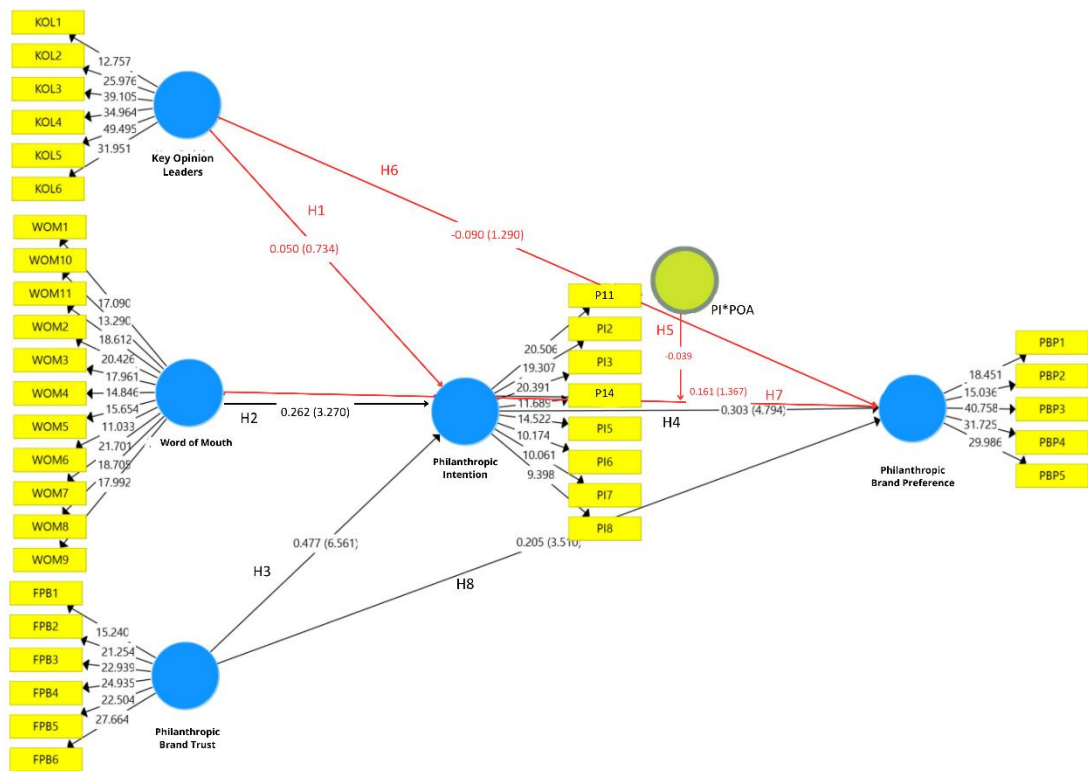 KOL1
KOL2
KOL3
KOL4
KOL5
KOL6
12.757
25.976
39.105
34.964
49.495
31.951
Key Opinion
Leaders
H6
H1
-0.090 (1.290)
0.050 (0.734)
WOM1
WOM10
WOM11
WOM2
WOM3
WOM4
WOM5
WOM6
WOM7
WOM8
WOM9
17.090
13.290
18.612
20.426
17.961
14.846
15.654
11.033
21.701
18.705
17.992
Word of Mouth
H2
0.262 (3.270)
P11
PI2
PI3
P14
PI5
PI6
PI7
PI8
20.506
19.307
20.391
11.689
14.522
10.174
10.061
9.398
Philanthropic
Intention
PI*POA
H5
-0.039
0.161 (1.367)
H7
0.303 (4.794)
H4
PBP1
PBP2
PBP3
PBP4
PBP5
18.451
15.036
40.758
31.725
29.986
Philanthropic
Brand Preference
0.477 (6.561)
0.205 (3.510)
H3
H8
FPB1
FPB2
FPB3
FPB4
FPB5
FPB6
15.240
21.254
22.939
24.935
22.504
27.664
Philanthropic
Brand Trust